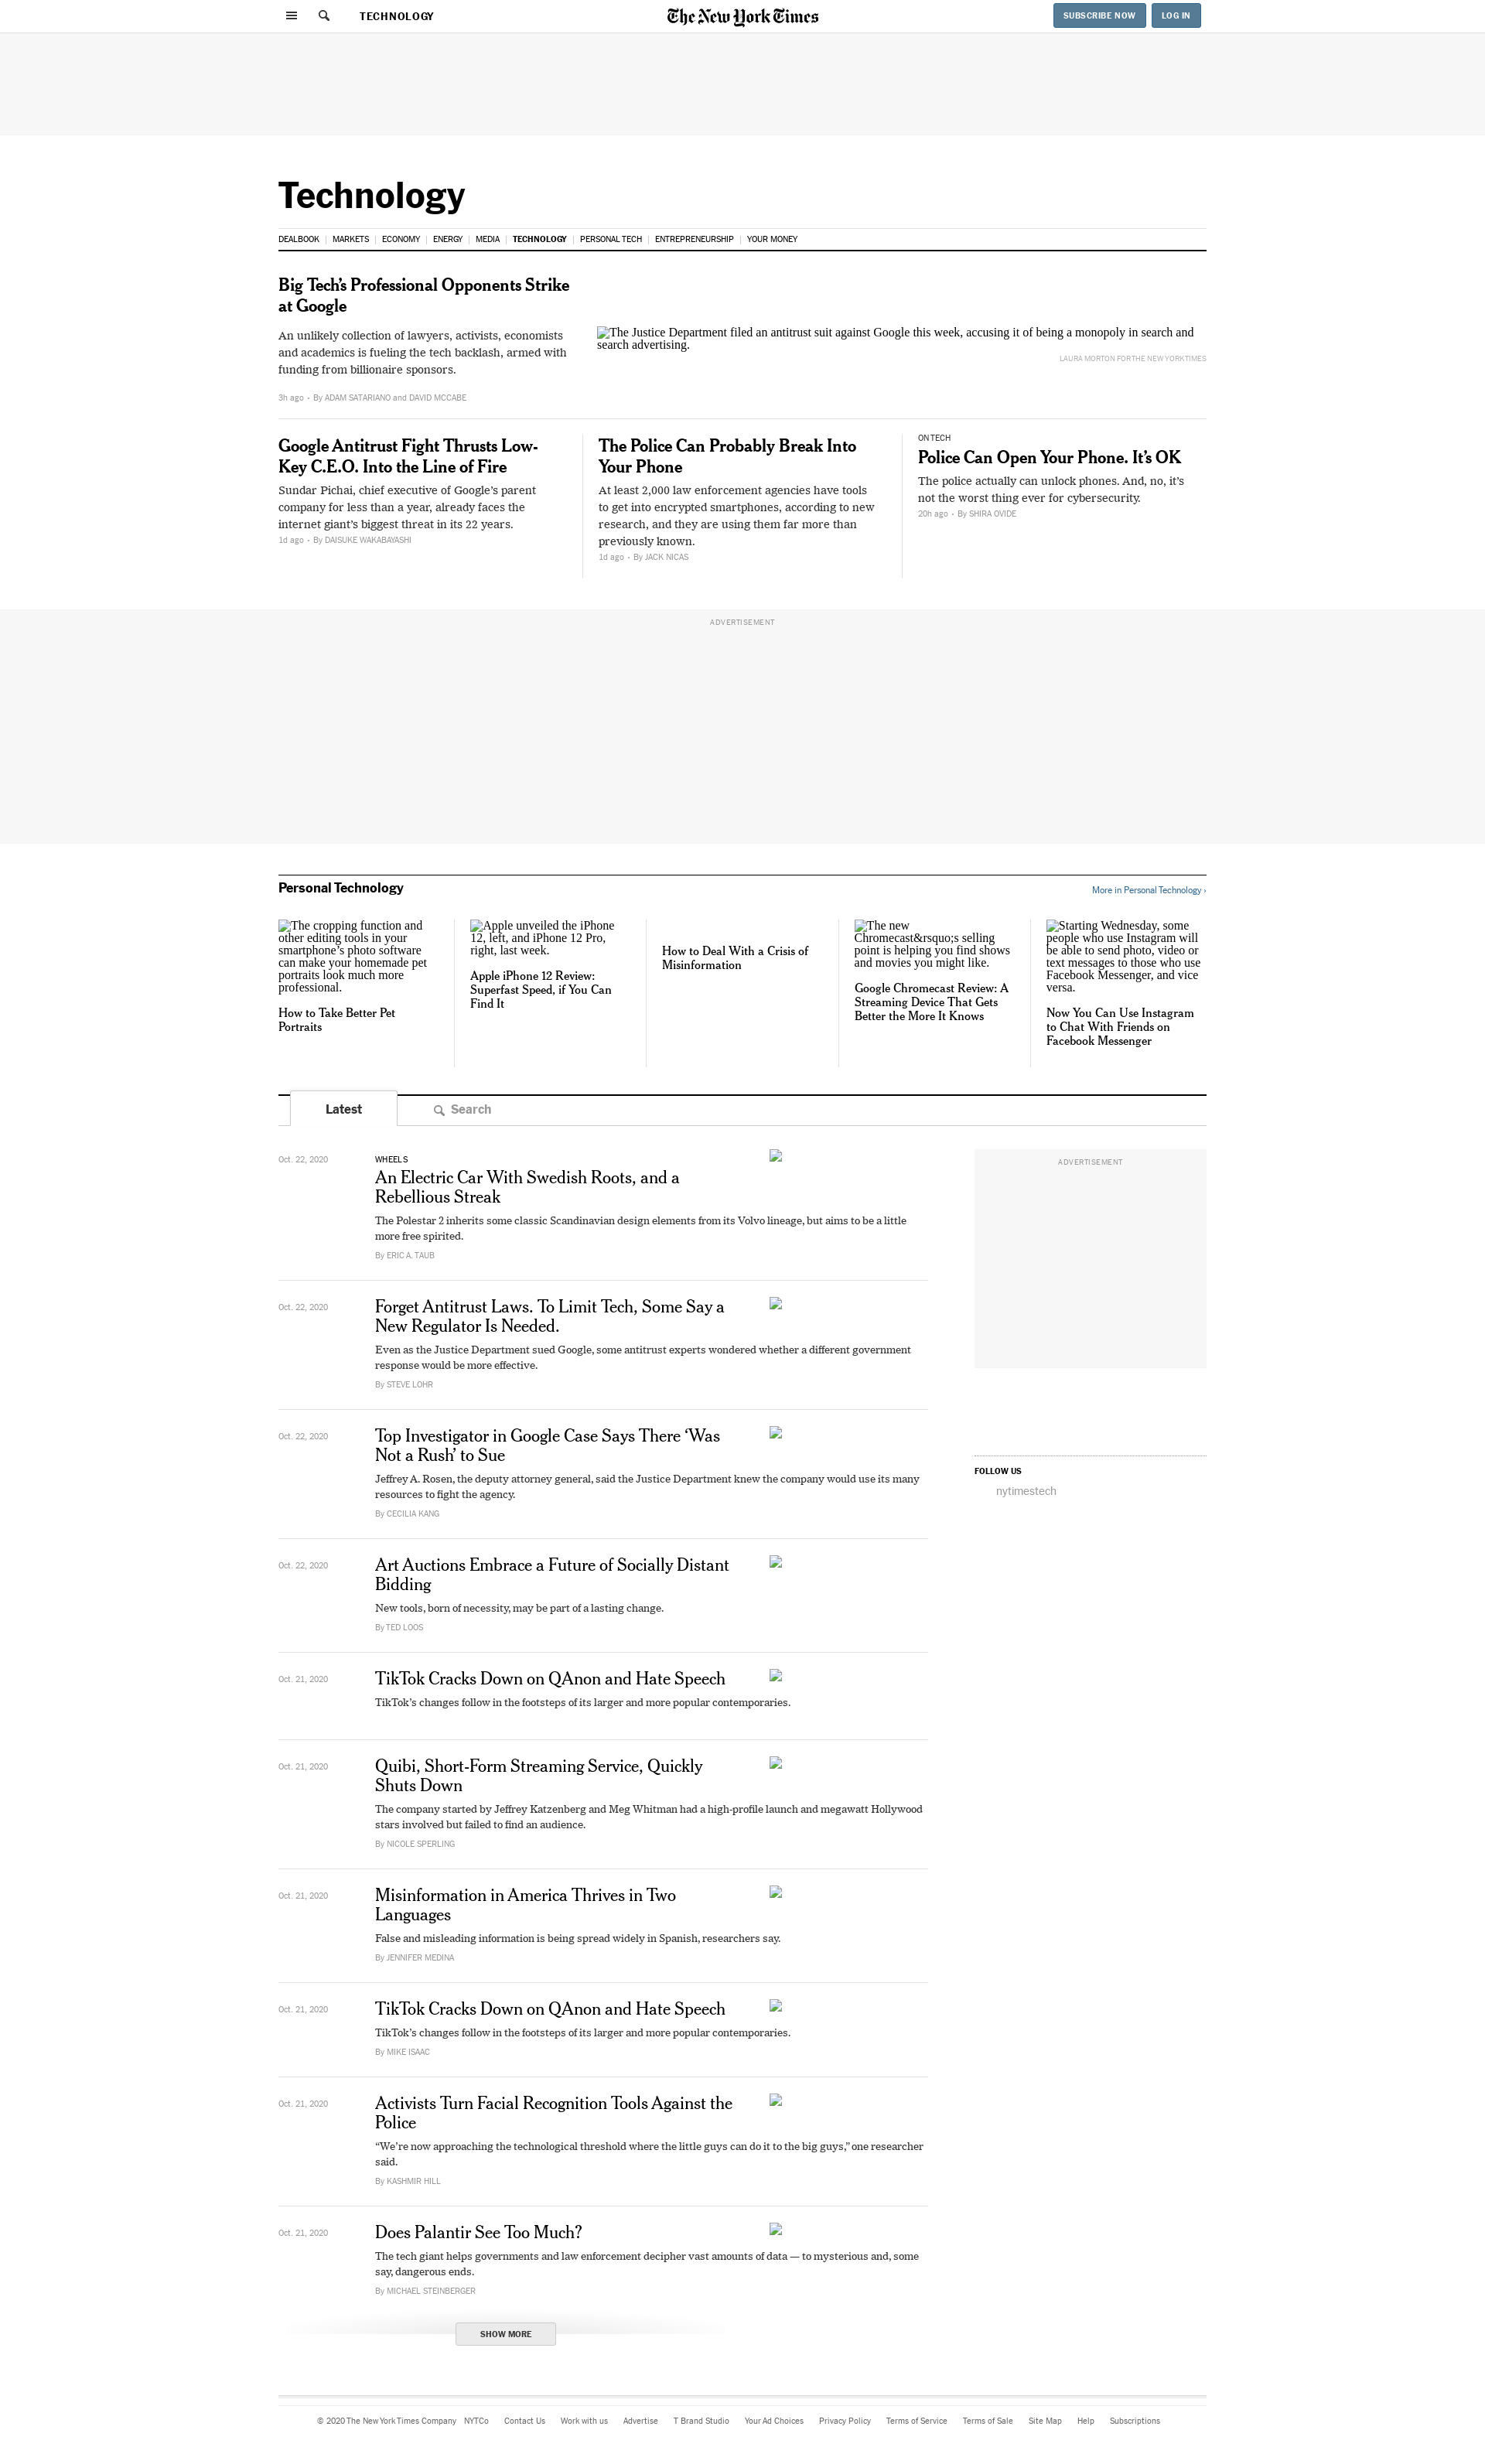 TECHNOLOGY
The New York Times
SUBSCRIBE NOW
LOG IN
Technology
DEALBOOK
MARKETS
ECONOMY
ENERGY
MEDIA
TECHNOLOGY
PERSONAL TECH
ENTREPRENEURSHIP
YOUR MONEY
Big Tech’s Professional Opponents Strike
at Google
An unlikely collection of lawyers, activists, economists
and academics is fueling the tech backlash, armed with
funding from billionaire sponsors.
3h ago • By ADAM SATARIANO and DAVID MCCABE
The Justice Department filed an antitrust suit against Google this week, accusing it of being a monopoly in search and
search advertising.
LAURA MORTON FOR THE NEW YORK TIMES
Google Antitrust Fight Thrusts Low-
Key C.E.O. Into the Line of Fire
Sundar Pichai, chief executive of Google’s parent
company for less than a year, already faces the
internet giant’s biggest threat in its 22 years.
1d ago • By DAISUKE WAKABAYASHI
The Police Can Probably Break Into
Your Phone
At least 2,000 law enforcement agencies have tools
to get into encrypted smartphones, according to new
research, and they are using them far more than
previously known.
1d ago • By JACK NICAS
ON TECH
Police Can Open Your Phone. It’s OK
The police actually can unlock phones. And, no, it’s
not the worst thing ever for cybersecurity.
20h ago • By SHIRA OVIDE
ADVERTISEMENT
Personal Technology
More in Personal Technology ›
The cropping function and
other editing tools in your
smartphone’s photo software
can make your homemade pet
portraits look much more
professional.
How to Take Better Pet
Portraits
Apple unveiled the iPhone
12, left, and iPhone 12 Pro,
right, last week.
Apple iPhone 12 Review:
Superfast Speed, if You Can
Find It
How to Deal With a Crisis of
Misinformation
The new
Chromecast&rsquo;s selling
point is helping you find shows
and movies you might like.
Google Chromecast Review: A
Streaming Device That Gets
Better the More It Knows
Starting Wednesday, some
people who use Instagram will
be able to send photo, video or
text messages to those who use
Facebook Messenger, and vice
versa.
Now You Can Use Instagram
to Chat With Friends on
Facebook Messenger
Latest
Search
Oct. 22, 2020
WHEELS
An Electric Car With Swedish Roots, and a
Rebellious Streak
The Polestar 2 inherits some classic Scandinavian design elements from its Volvo lineage, but aims to be a little
more free spirited.
By ERIC A. TAUB
ADVERTISEMENT
Oct. 22, 2020
Forget Antitrust Laws. To Limit Tech, Some Say a
New Regulator Is Needed.
Even as the Justice Department sued Google, some antitrust experts wondered whether a different government
response would be more effective.
By STEVE LOHR
Oct. 22, 2020
Top Investigator in Google Case Says There ‘Was
Not a Rush’ to Sue
Jeffrey A. Rosen, the deputy attorney general, said the Justice Department knew the company would use its many
resources to fight the agency.
By CECILIA KANG
FOLLOW US
nytimestech
Oct. 22, 2020
Art Auctions Embrace a Future of Socially Distant
Bidding
New tools, born of necessity, may be part of a lasting change.
By TED LOOS
Oct. 21, 2020
TikTok Cracks Down on QAnon and Hate Speech
TikTok’s changes follow in the footsteps of its larger and more popular contemporaries.
Oct. 21, 2020
Quibi, Short-Form Streaming Service, Quickly
Shuts Down
The company started by Jeffrey Katzenberg and Meg Whitman had a high-profile launch and megawatt Hollywood
stars involved but failed to find an audience.
By NICOLE SPERLING
Oct. 21, 2020
Misinformation in America Thrives in Two
Languages
False and misleading information is being spread widely in Spanish, researchers say.
By JENNIFER MEDINA
Oct. 21, 2020
TikTok Cracks Down on QAnon and Hate Speech
TikTok’s changes follow in the footsteps of its larger and more popular contemporaries.
By MIKE ISAAC
Oct. 21, 2020
Activists Turn Facial Recognition Tools Against the
Police
“We’re now approaching the technological threshold where the little guys can do it to the big guys,” one researcher
said.
By KASHMIR HILL
Oct. 21, 2020
Does Palantir See Too Much?
The tech giant helps governments and law enforcement decipher vast amounts of data — to mysterious and, some
say, dangerous ends.
By MICHAEL STEINBERGER
SHOW MORE
© 2020 The New York Times Company
NYTCo
Contact Us
Work with us
Advertise
T Brand Studio
Your Ad Choices
Privacy Policy
Terms of Service
Terms of Sale
Site Map
Help
Subscriptions